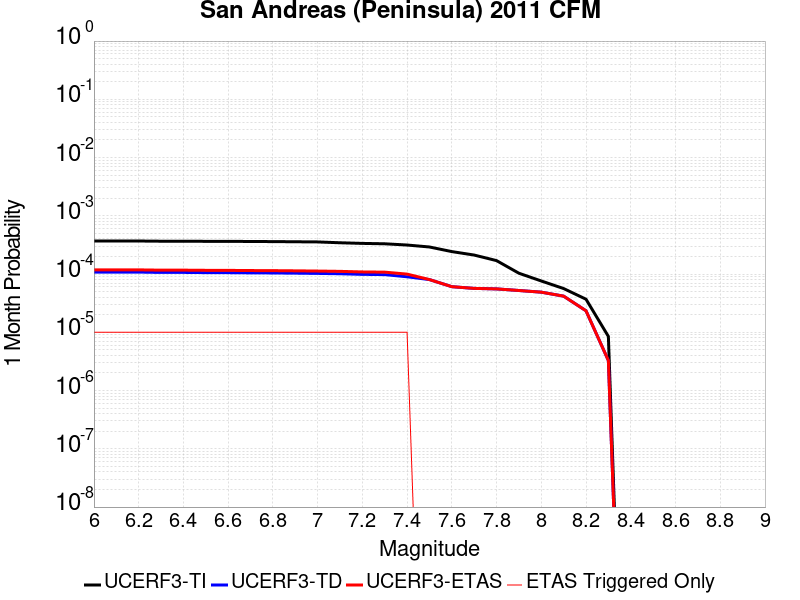 San Andreas (Peninsula) 2011 CFM
10^0
10^-1
10^-2
10^-3
10^-4
10^-5
10^-6
10^-7
10^-8
1 Month Probability
6 6.2 6.4 6.6 6.8 7 7.2 7.4 7.6 7.8 8 8.2 8.4 8.6 8.8 9
Magnitude
UCERF3-TI UCERF3-TD UCERF3-ETAS ETAS Triggered Only